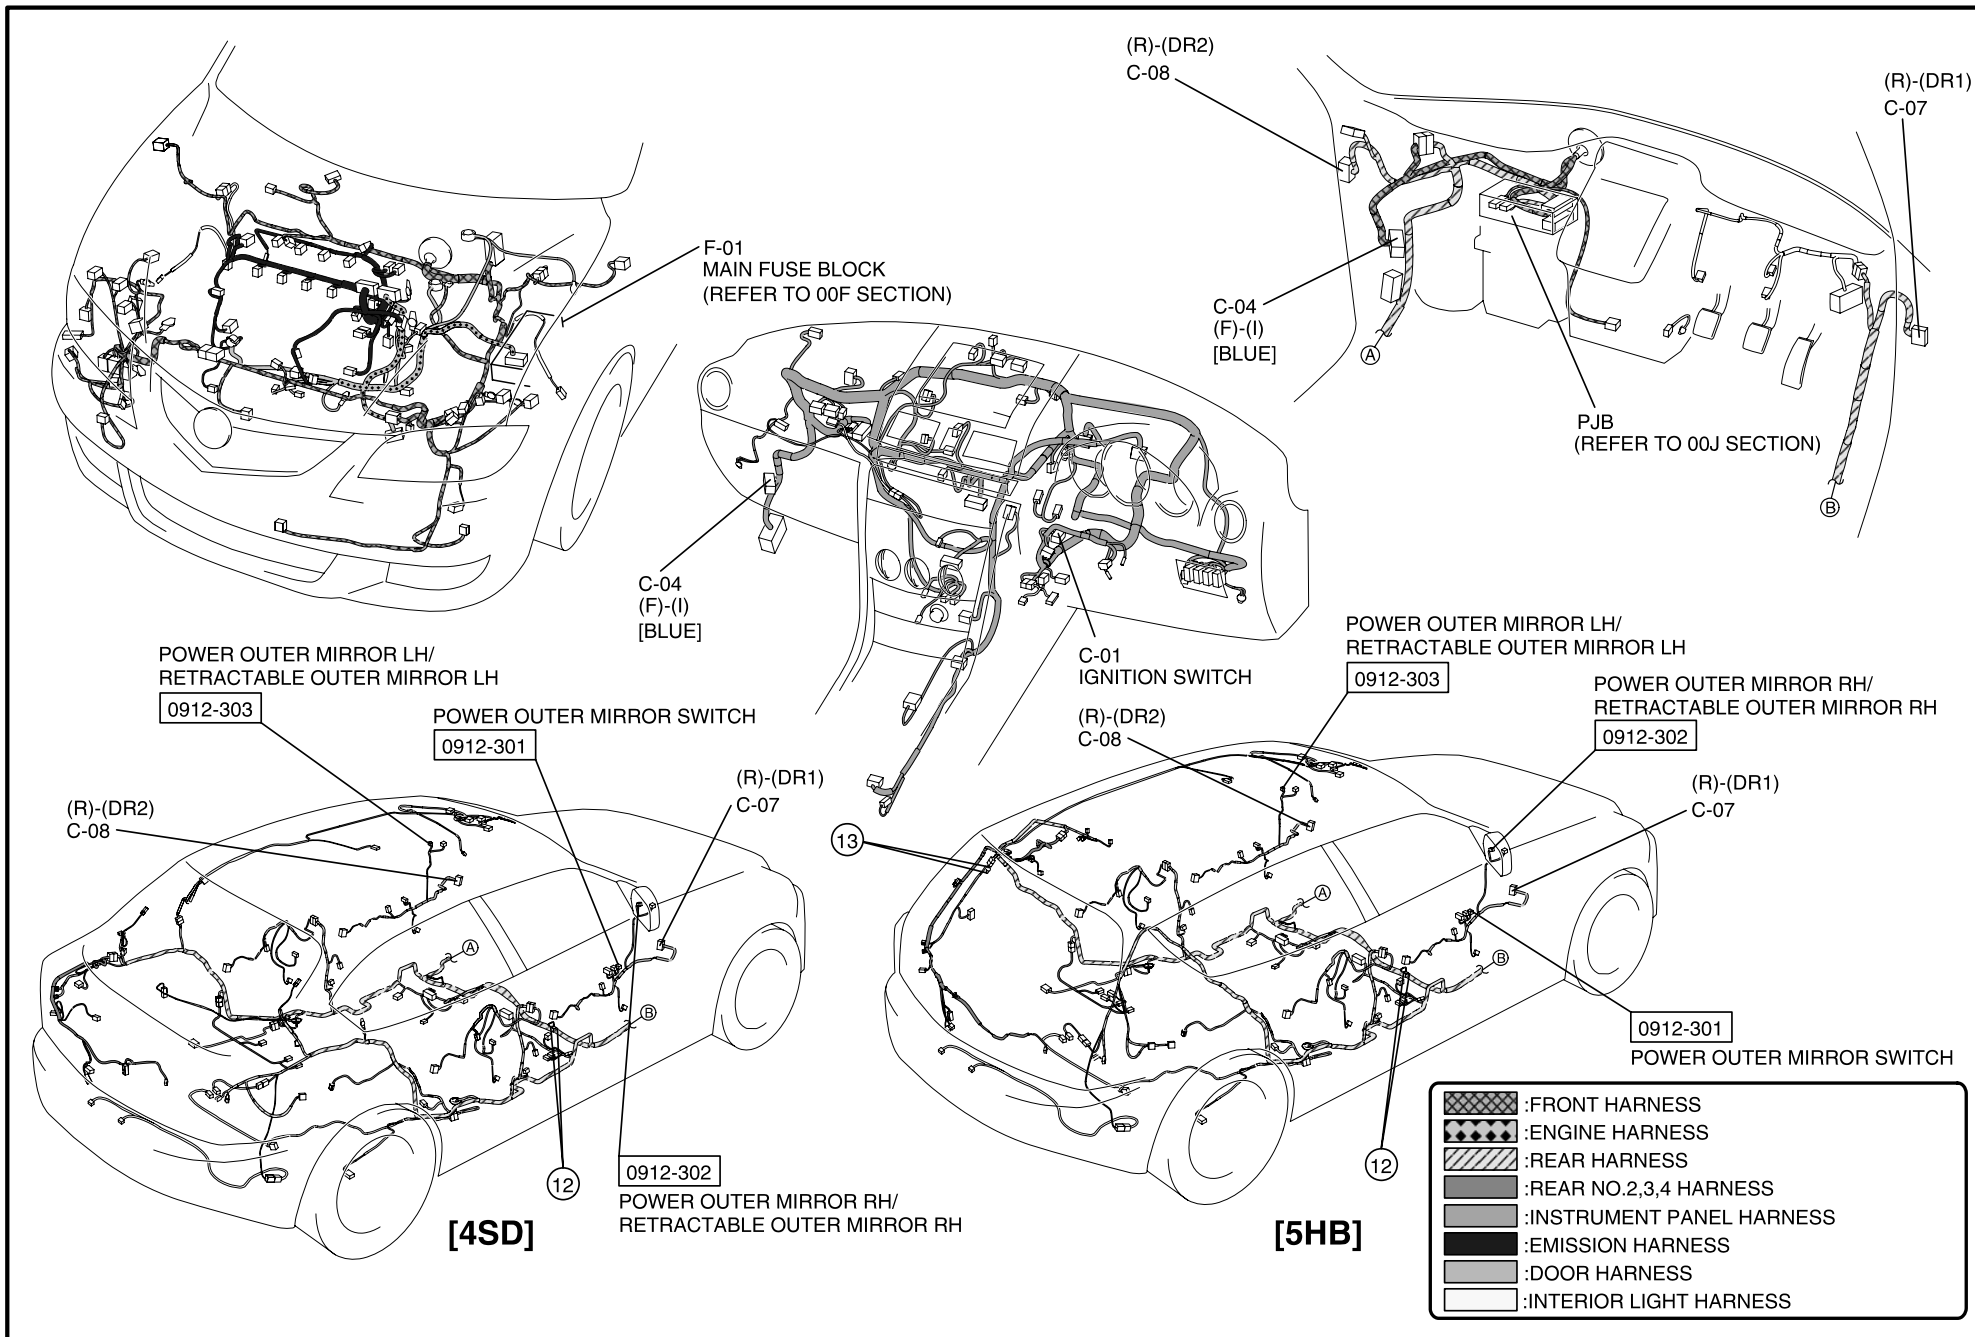 (R)-(DR2)
C-08
(R)-(DR1)
C-07
F-01
MAIN FUSE BLOCK
(REFER TO 00F SECTION)
C-04
(F)-(I)
[BLUE]
A
PJB
(REFER TO 00J SECTION)
B
C-04
(F)-(I)
[BLUE]
C-01
IGNITION SWITCH
POWER OUTER MIRROR LH/
RETRACTABLE OUTER MIRROR LH
0912-303
POWER OUTER MIRROR SWITCH
0912-301
(R)-(DR1)
C-07
(R)-(DR2)
C-08
A
B
12
0912-302
POWER OUTER MIRROR RH/
RETRACTABLE OUTER MIRROR RH
[4SD]
POWER OUTER MIRROR LH/
RETRACTABLE OUTER MIRROR LH
0912-303
POWER OUTER MIRROR RH/
RETRACTABLE OUTER MIRROR RH
0912-302
(R)-(DR2)
C-08
(R)-(DR1)
C-07
13
A
B
0912-301
POWER OUTER MIRROR SWITCH
12
[5HB]
:FRONT HARNESS
:ENGINE HARNESS
:REAR HARNESS
:REAR NO.2,3,4 HARNESS
:INSTRUMENT PANEL HARNESS
:EMISSION HARNESS
:DOOR HARNESS
:INTERIOR LIGHT HARNESS